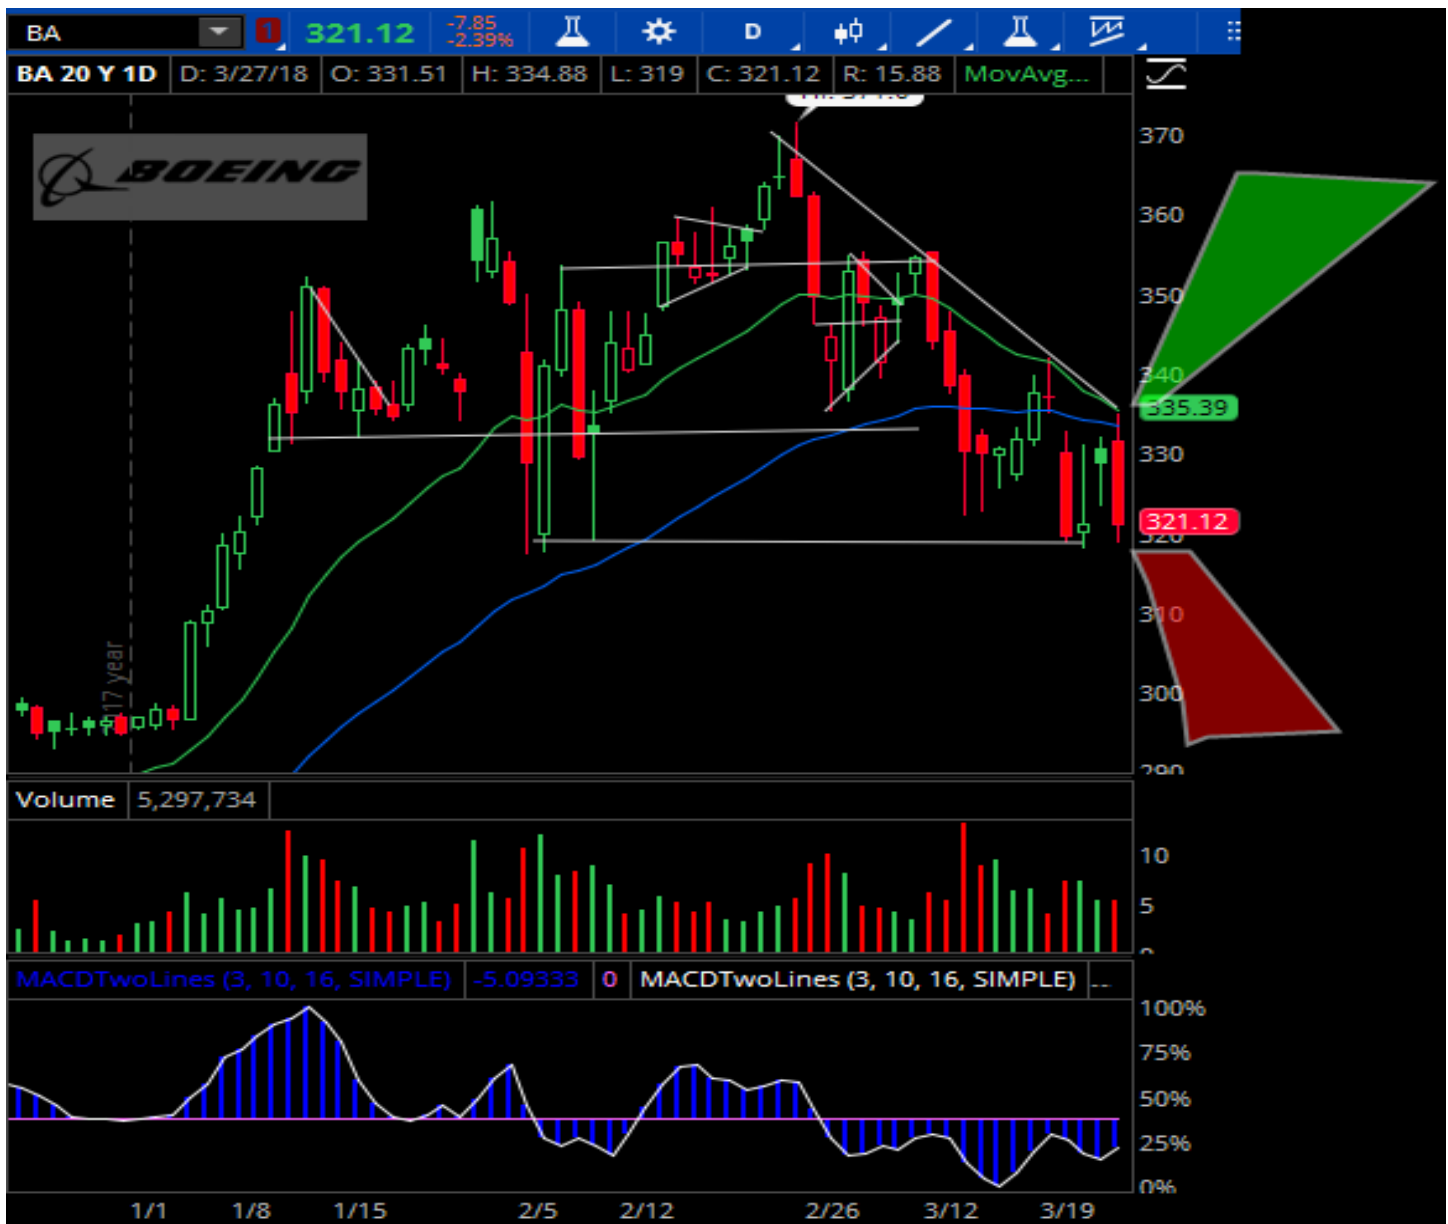 BA 1 321.12 -7.85 -2.39% D
BA 20 Y 1D D: 3/27/18 O: 331.51 H: 334.88 L: 319 C: 321.12 R: 15.88 MovAvg...
BOEING
370
360
350
340
335.39
330
321.12
320
310
300
290
17 year
Volume 5,297,734
10
5
0
MACDTwoLines (3, 10, 16, SIMPLE) -5.09333 0 MACDTwoLines (3, 10, 16, SIMPLE) ...
100%
75%
50%
25%
0%
1/1 1/8 1/15 2/5 2/12 2/26 3/12 3/19